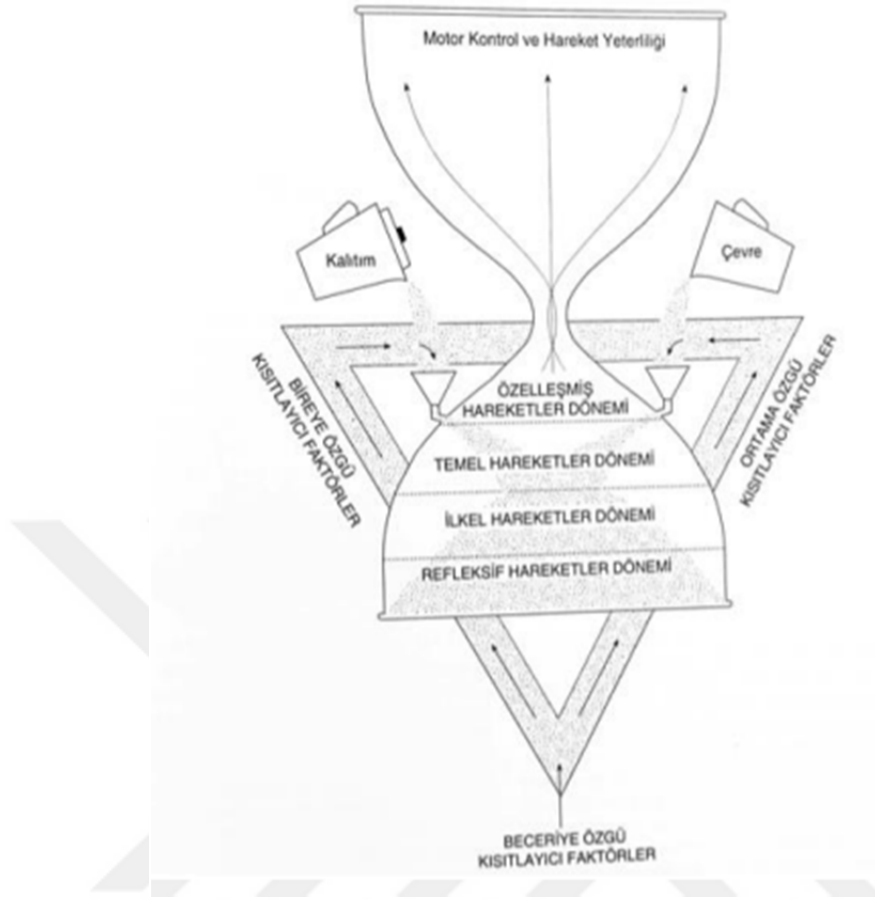 Motor Kontrol ve Hareket Yeterliliği
Kalıtım
Çevre
BİREYE ÖZGÜ
KISITLAYICI FAKTÖRLER
ORTAMA ÖZGÜ
KISITLAYICI FAKTÖRLER
ÖZELLEŞMİŞ
HAREKETLER DÖNEMİ
TEMEL HAREKETLER DÖNEMİ
İLKEL HAREKETLER DÖNEMİ
REFLEKSİF HAREKETLER DÖNEMİ
BECERİYE ÖZGÜ
KISITLAYICI FAKTÖRLER